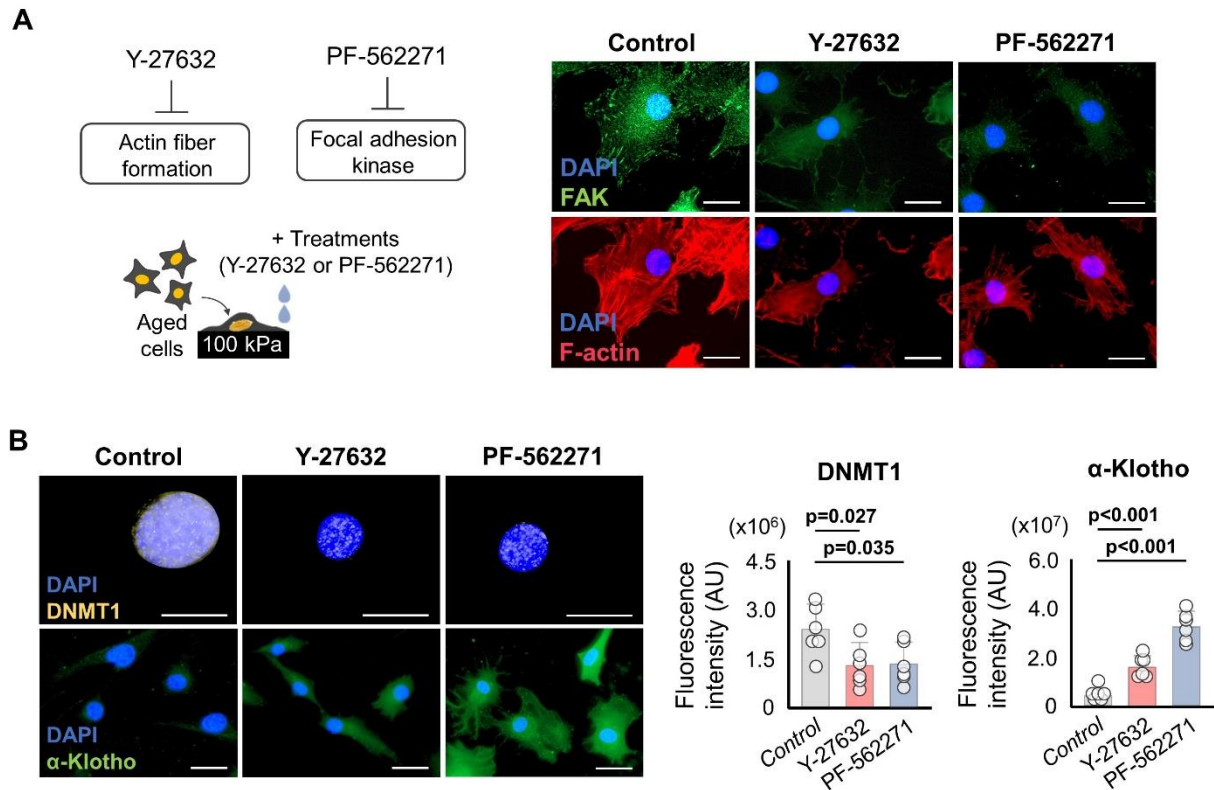 A
Y-27632
PF-562271
Actin fiber
formation
Focal adhesion
kinase
+ Treatments
(Y-27632 or PF-562271)
Aged
cells
100 kPa
Control
Y-27632
PF-562271
DAPI
FAK
DAPI
F-actin
B
Control
Y-27632
PF-562271
DAPI
DNMT1
DAPI
α-Klotho
DNMT1
(x10⁶)
p=0.027
p=0.035
Fluorescence
intensity (AU)
4.5
3.0
1.5
0
Control
Y-27632
PF-562271
α-Klotho
(x10⁷)
p<0.001
p<0.001
Fluorescence
intensity (AU)
6.0
4.0
2.0
0
Control
Y-27632
PF-562271